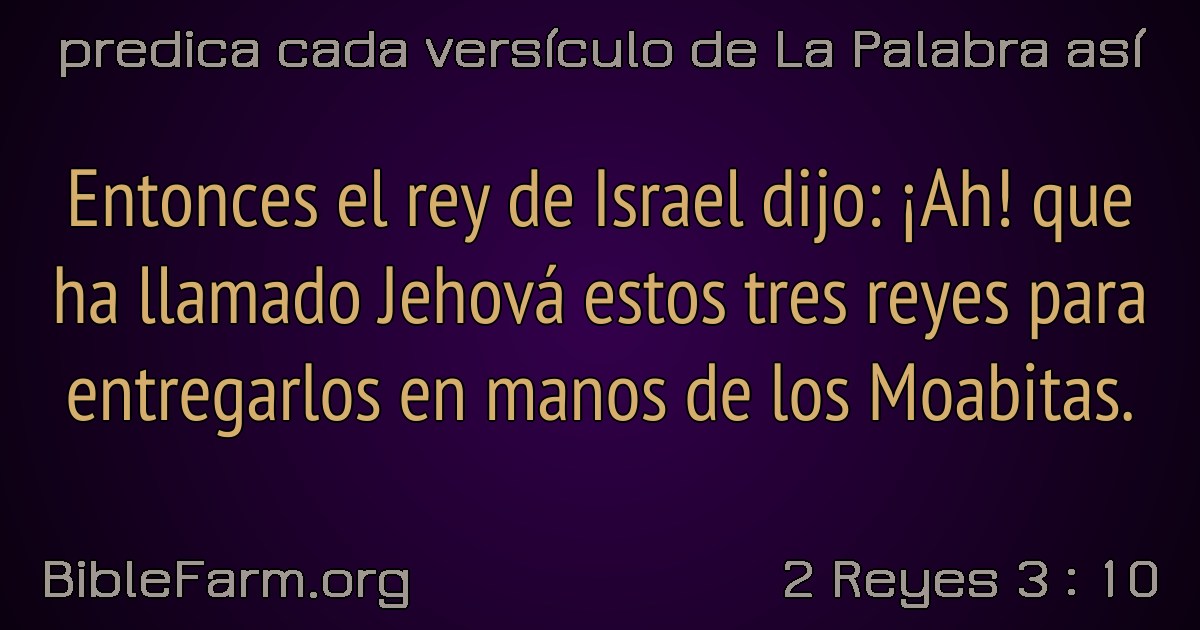 predica cada versículo de La Palabra así
Entonces el rey de Israel dijo: ¡Ah! que
ha llamado Jehová estos tres reyes para
entregarlos en manos de los Moabitas.
BibleFarm.org
2 Reyes 3 : 10